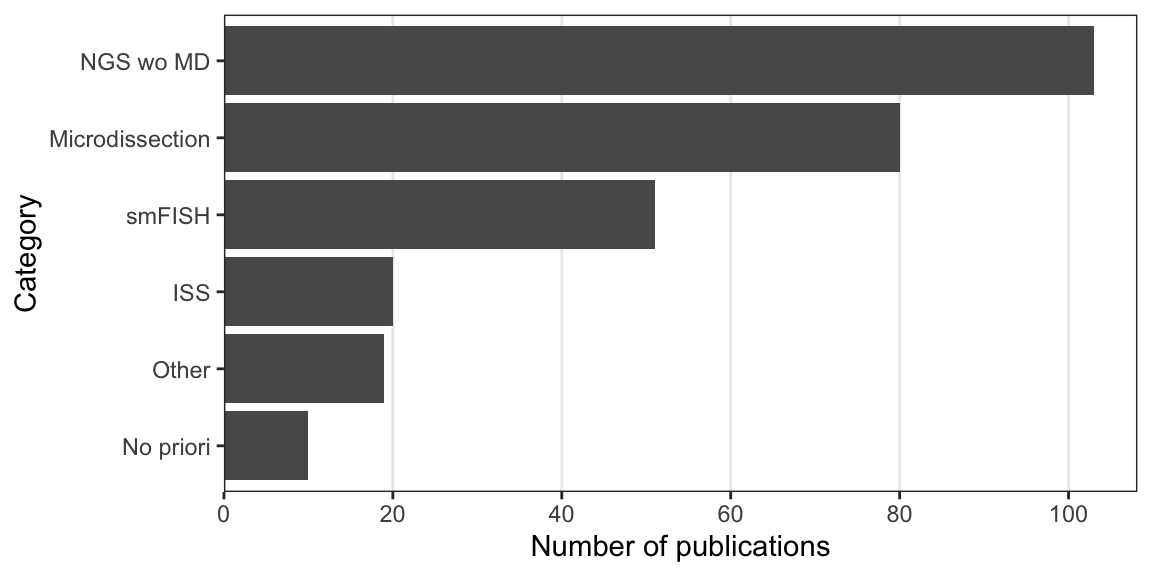 Category
NGS wo MD
Microdissection
smFISH
ISS
Other
No priori
0 20 40 60 80 100
Number of publications